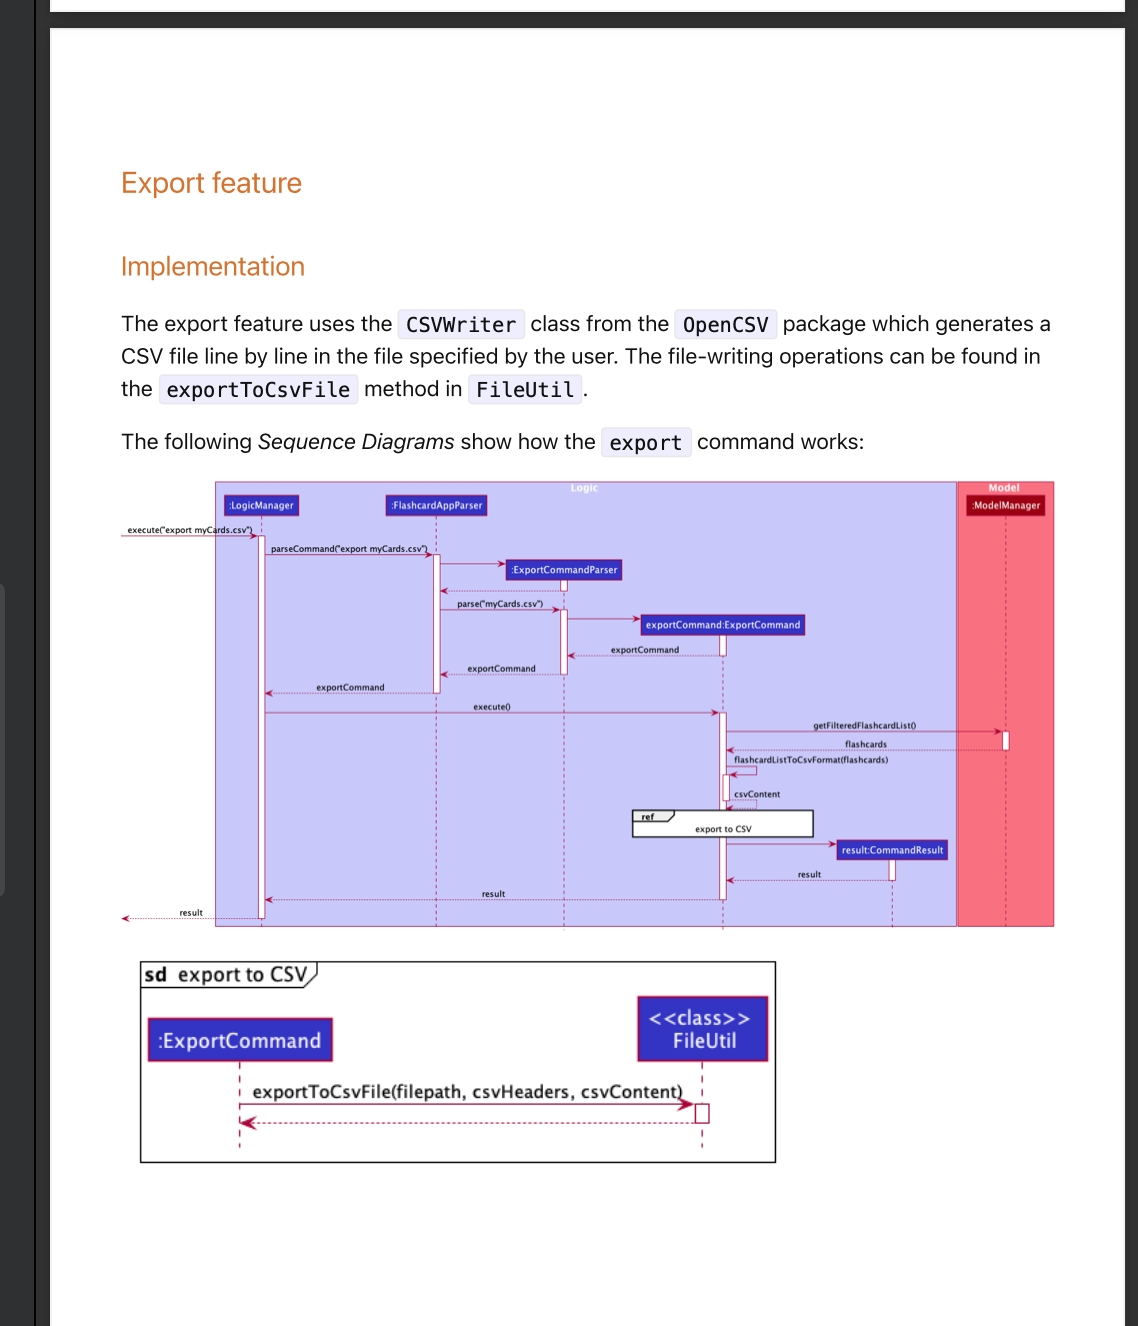 Export feature
Implementation
The export feature uses the CSVWriter class from the OpenCSV package which generates a
CSV file line by line in the file specified by the user. The file-writing operations can be found in
the exportToCsvFile method in FileUtil.
The following Sequence Diagrams show how the export command works:
Logic
Model
:LogicManager
:FlashcardAppParser
:ModelManager
execute("export myCards.csv")
parseCommand("export myCards.csv")
:ExportCommandParser
parse("myCards.csv")
exportCommand:ExportCommand
exportCommand
exportCommand
exportCommand
execute()
getFilteredFlashcardList()
flashcards
flashcardListToCsvFormat(flashcards)
csvContent
ref
export to CSV
result:CommandResult
result
result
result
sd export to CSV
<<class>>
FileUtil
:ExportCommand
exportToCsvFile(filepath, csvHeaders, csvContent)